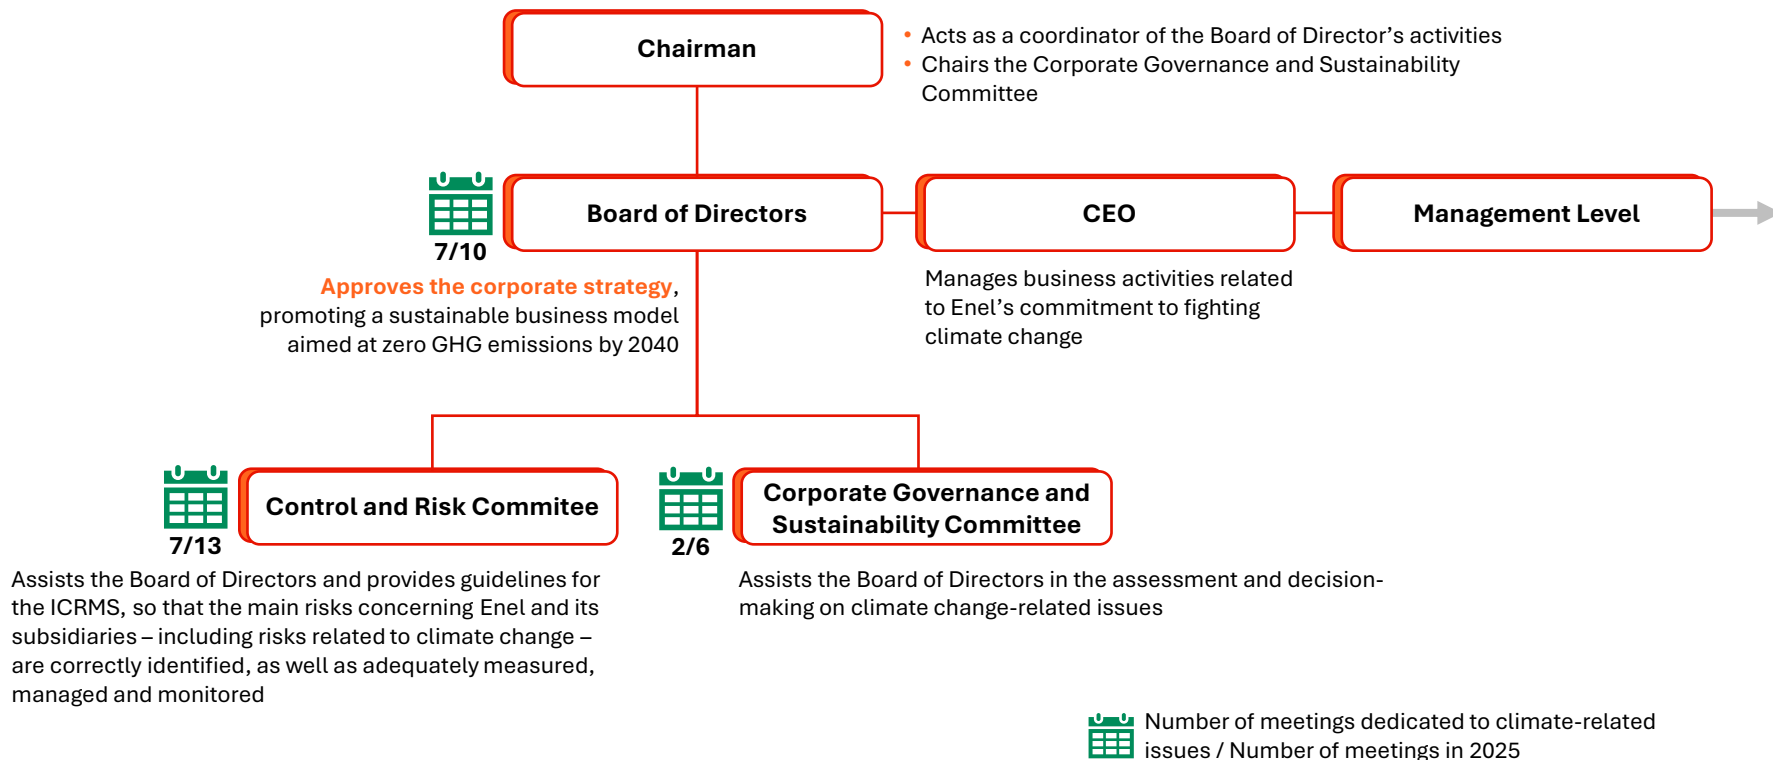 Chairman
• Acts as a coordinator of the Board of Director’s activities
• Chairs the Corporate Governance and Sustainability
Committee
7/10
Board of Directors
CEO
Management Level
Approves the corporate strategy,
promoting a sustainable business model
aimed at zero GHG emissions by 2040
Manages business activities related
to Enel’s commitment to fighting
climate change
7/13
Control and Risk Commitee
2/6
Corporate Governance and
Sustainability Committee
Assists the Board of Directors and provides guidelines for
the ICRMS, so that the main risks concerning Enel and its
subsidiaries – including risks related to climate change –
are correctly identified, as well as adequately measured,
managed and monitored
Assists the Board of Directors in the assessment and decision-
making on climate change-related issues
Number of meetings dedicated to climate-related
issues / Number of meetings in 2025